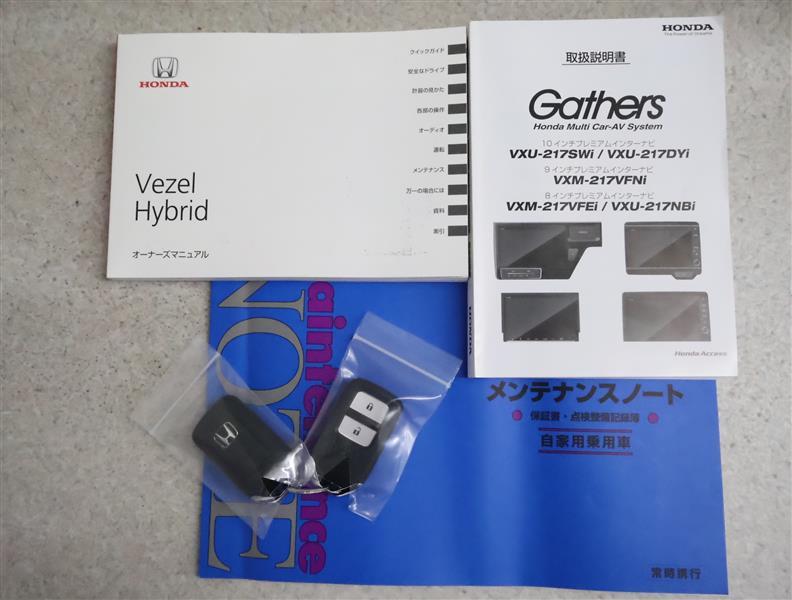 HONDA
Vezel
Hybrid
オーナーズマニュアル
クイックガイド
安全なドライブ
計器の見かた
各部の操作
オーディオ
運転
メンテナンス
万一の場合には
資料
索引
HONDA
The Power of Dreams
取扱説明書
Gathers
Honda Multi Car-AV System
10 インチプレミアムインターナビ
VXU-217SWi / VXU-217DYi
9 インチプレミアムインターナビ
VXM-217VFNi
8 インチプレミアムインターナビ
VXM-217VFEi / VXU-217NBi
Honda Access
HONDA
aintenance
NOTE
メンテナンスノート
● 保証書・点検整備記録簿 ●
自家用乗用車
常時携行